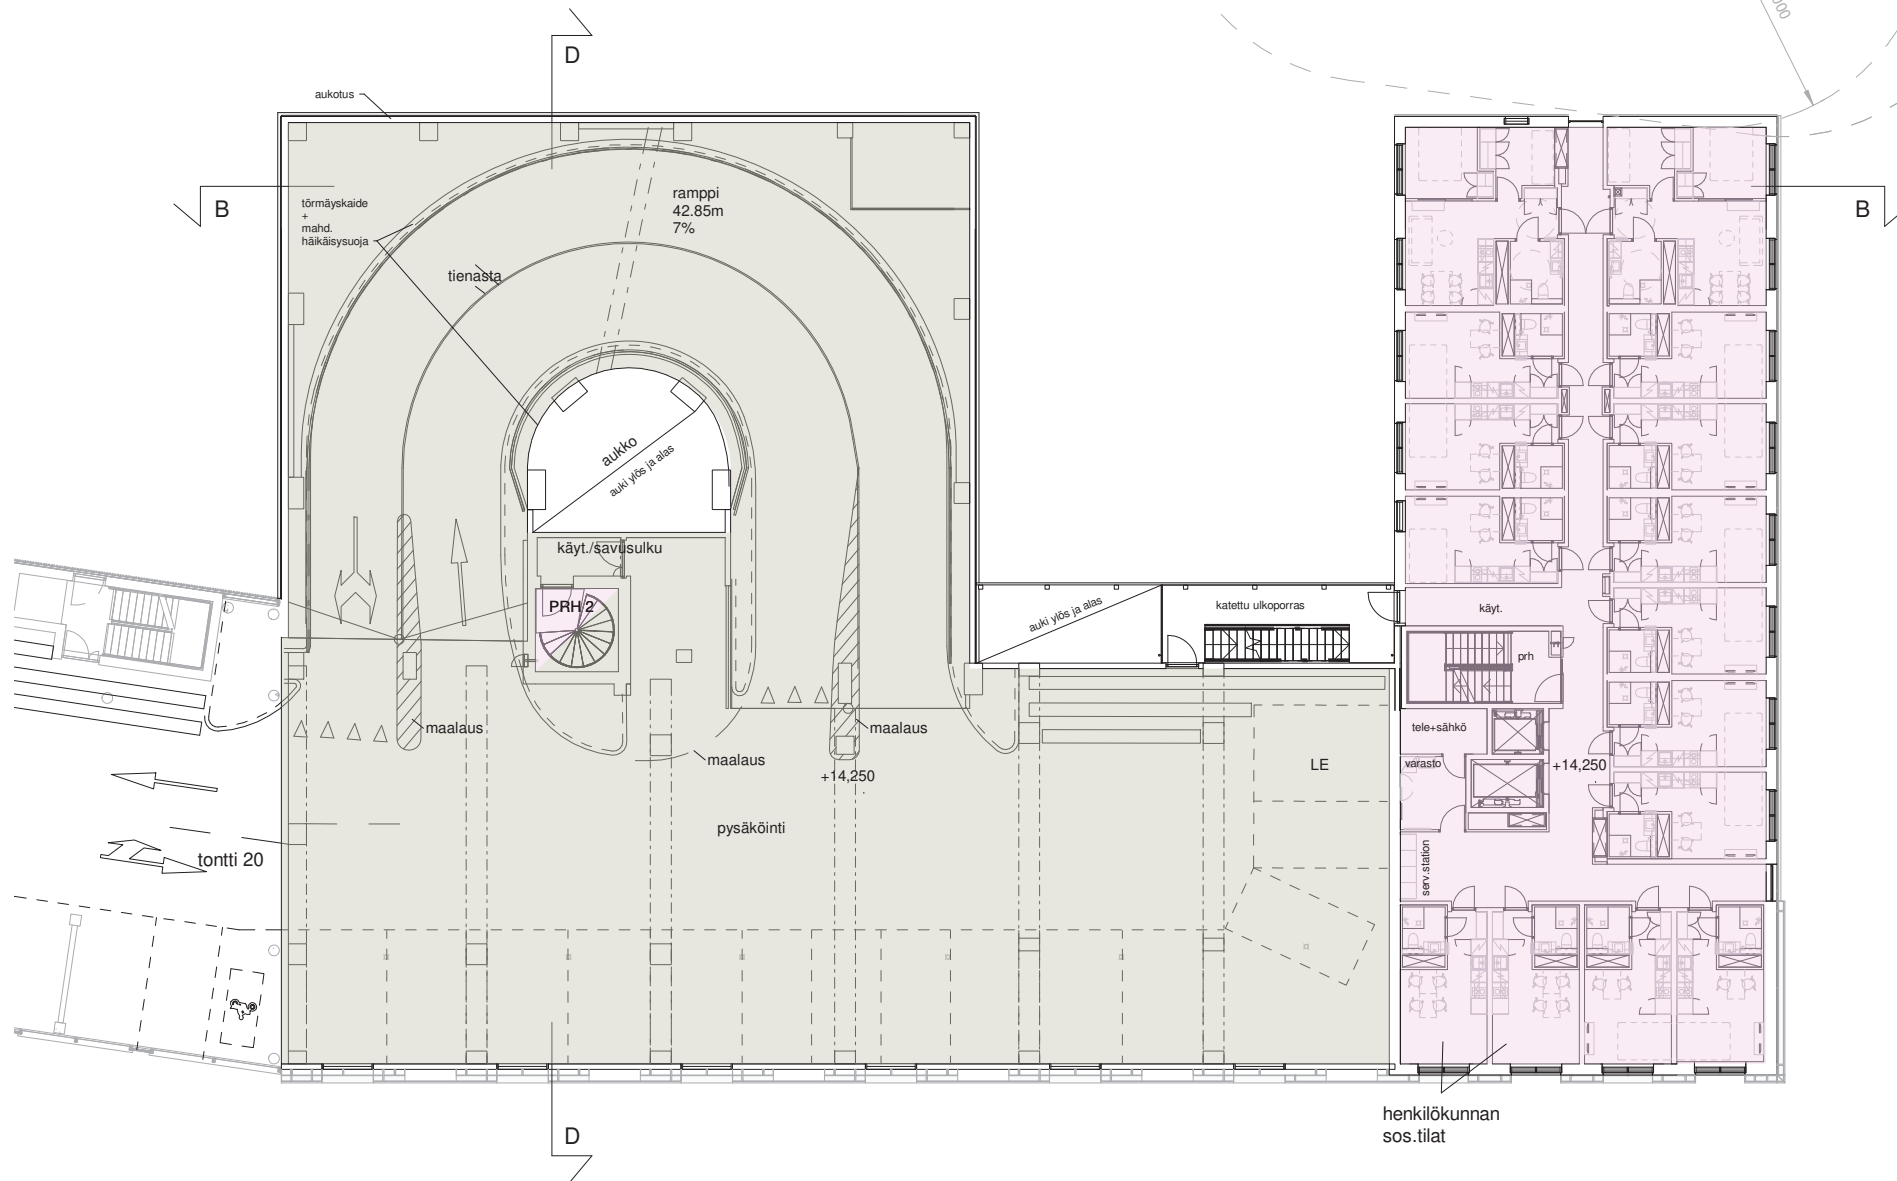 000
D
aukotus
B
törmäyskaide
+
mahd.
häikäisysuoja
ramppi
42.85m
7%
B
tienasta
aukko
auki ylös ja alas
käyt./savusulku
PRH 2
auki ylös ja alas
katettu ulkoporras
käyt.
prh
maalaus
maalaus
maalaus
tele+sähkö
varasto
LE
+14,250
+14,250
pysäköinti
tontti 20
serv.station
henkilökunnan
sos.tilat
D